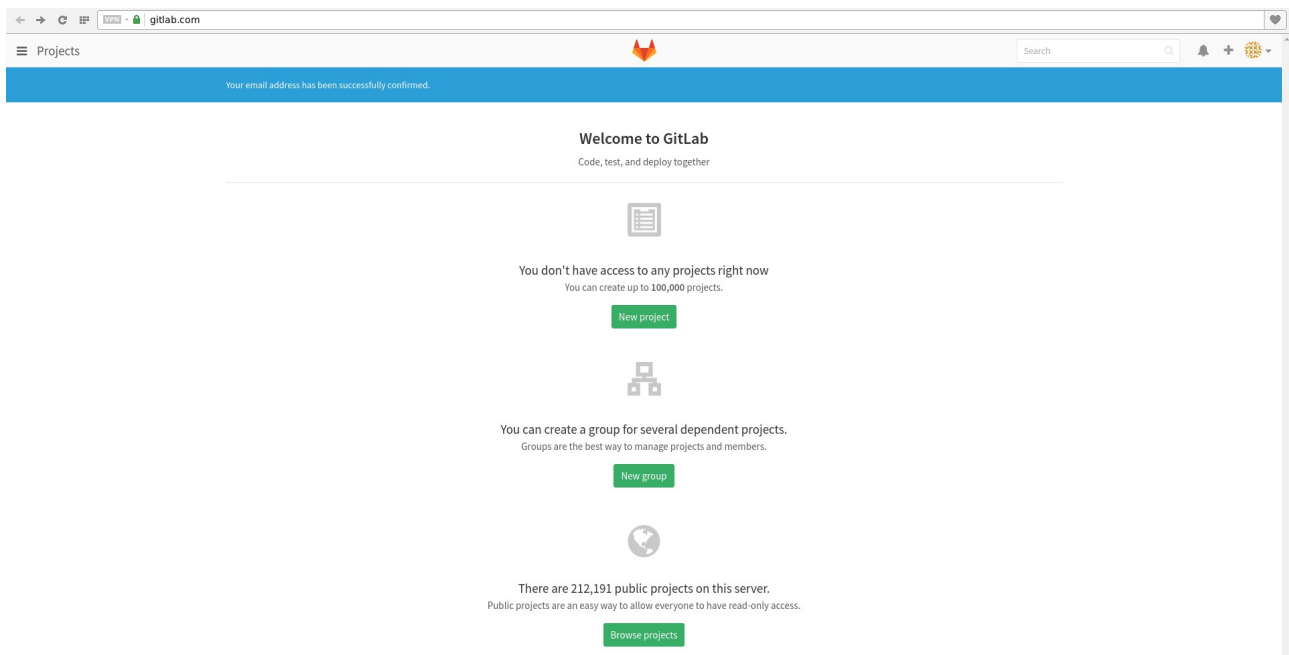 VPN gitlab.com
Projects
Search
Your email address has been successfully confirmed.
Welcome to GitLab
Code, test, and deploy together
You don't have access to any projects right now
You can create up to 100,000 projects.
New project
You can create a group for several dependent projects.
Groups are the best way to manage projects and members.
New group
There are 212,191 public projects on this server.
Public projects are an easy way to allow everyone to have read-only access.
Browse projects